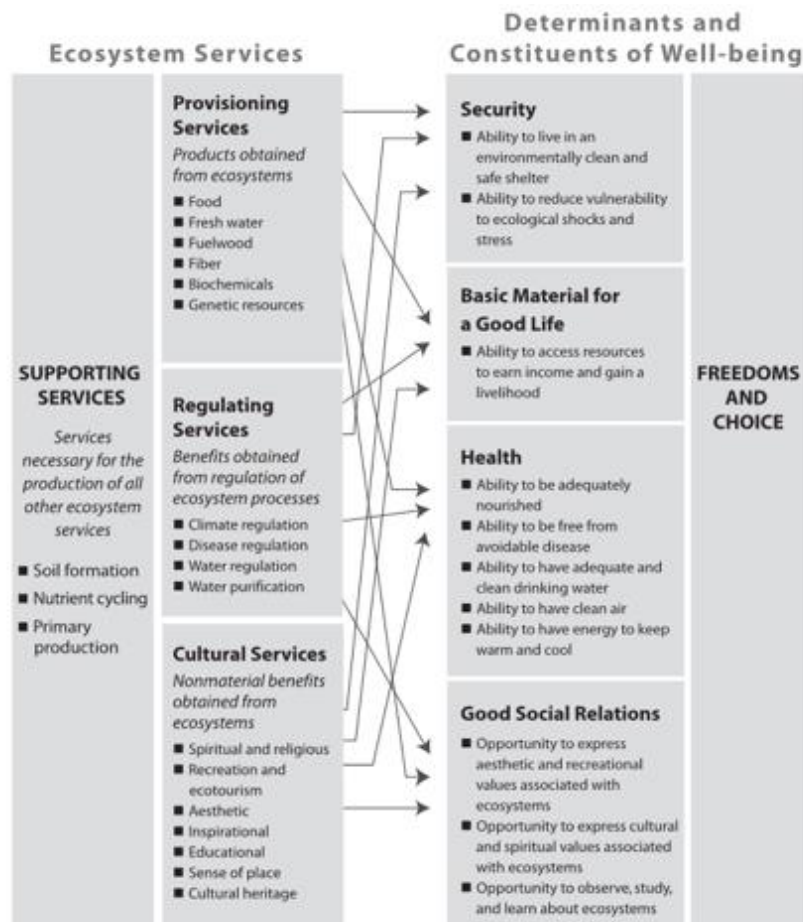 Ecosystem Services
Determinants and
Constituents of Well-being
SUPPORTING
SERVICES
Services
necessary for the
production of all
other ecosystem
services
■ Soil formation
■ Nutrient cycling
■ Primary
production
Provisioning
Services
Products obtained
from ecosystems
■ Food
■ Fresh water
■ Fuelwood
■ Fiber
■ Biochemicals
■ Genetic resources
Regulating
Services
Benefits obtained
from regulation of
ecosystem processes
■ Climate regulation
■ Disease regulation
■ Water regulation
■ Water purification
Cultural Services
Nonmaterial benefits
obtained from
ecosystems
■ Spiritual and religious
■ Recreation and
ecotourism
■ Aesthetic
■ Inspirational
■ Educational
■ Sense of place
■ Cultural heritage
Security
■ Ability to live in an
environmentally clean and
safe shelter
■ Ability to reduce vulnerability
to ecological shocks and
stress
Basic Material for
a Good Life
■ Ability to access resources
to earn income and gain a
livelihood
Health
■ Ability to be adequately
nourished
■ Ability to be free from
avoidable disease
■ Ability to have adequate and
clean drinking water
■ Ability to have clean air
■ Ability to have energy to keep
warm and cool
Good Social Relations
■ Opportunity to express
aesthetic and recreational
values associated with
ecosystems
■ Opportunity to express cultural
and spiritual values associated
with ecosystems
■ Opportunity to observe, study,
and learn about ecosystems
FREEDOMS
AND
CHOICE